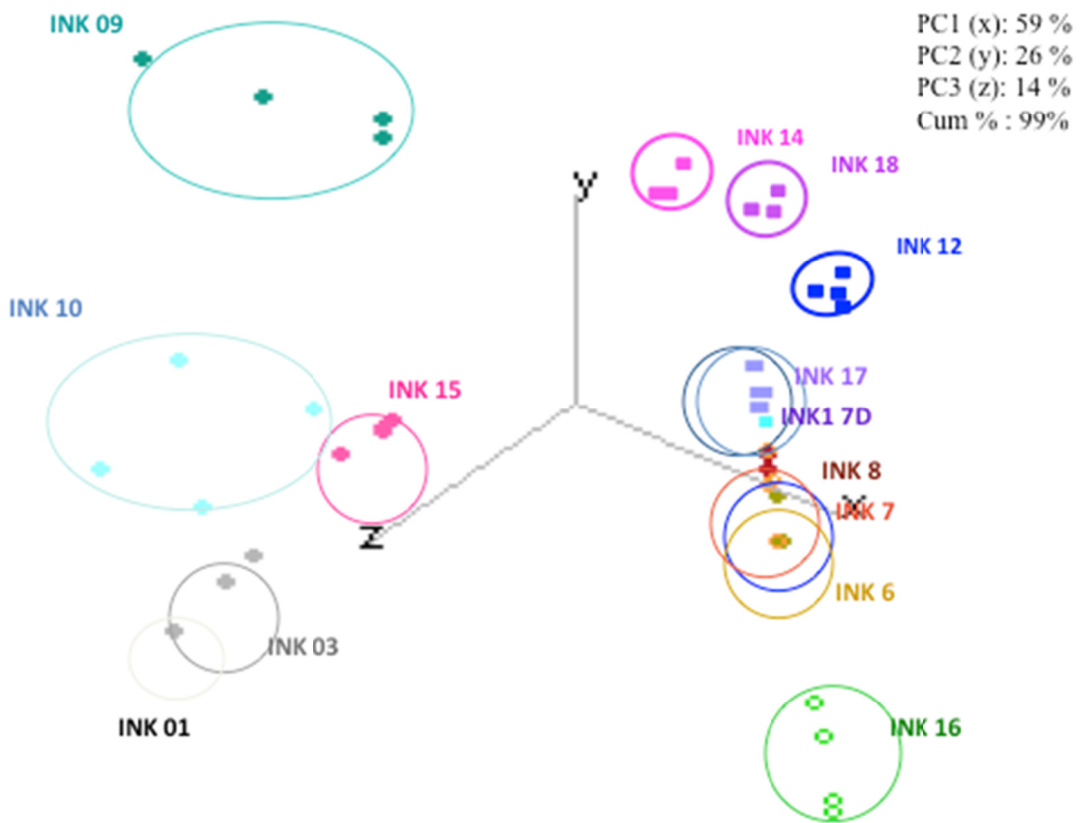 INK 09
PC1 (x): 59 %
PC2 (y): 26 %
PC3 (z): 14 %
Cum % : 99%
INK 14
INK 18
y
INK 12
INK 10
INK 15
INK 17
INK1 7D
INK 8
x
INK 7
z
INK 6
INK 03
INK 01
INK 16